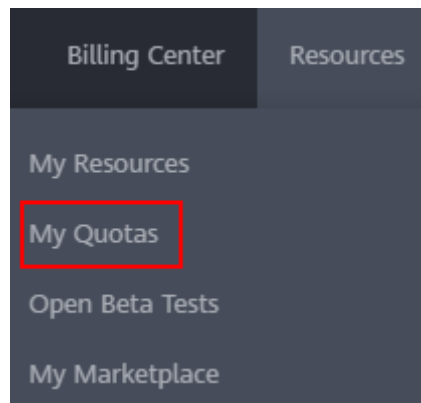 Billing Center Resources
My Resources
My Quotas
Open Beta Tests
My Marketplace